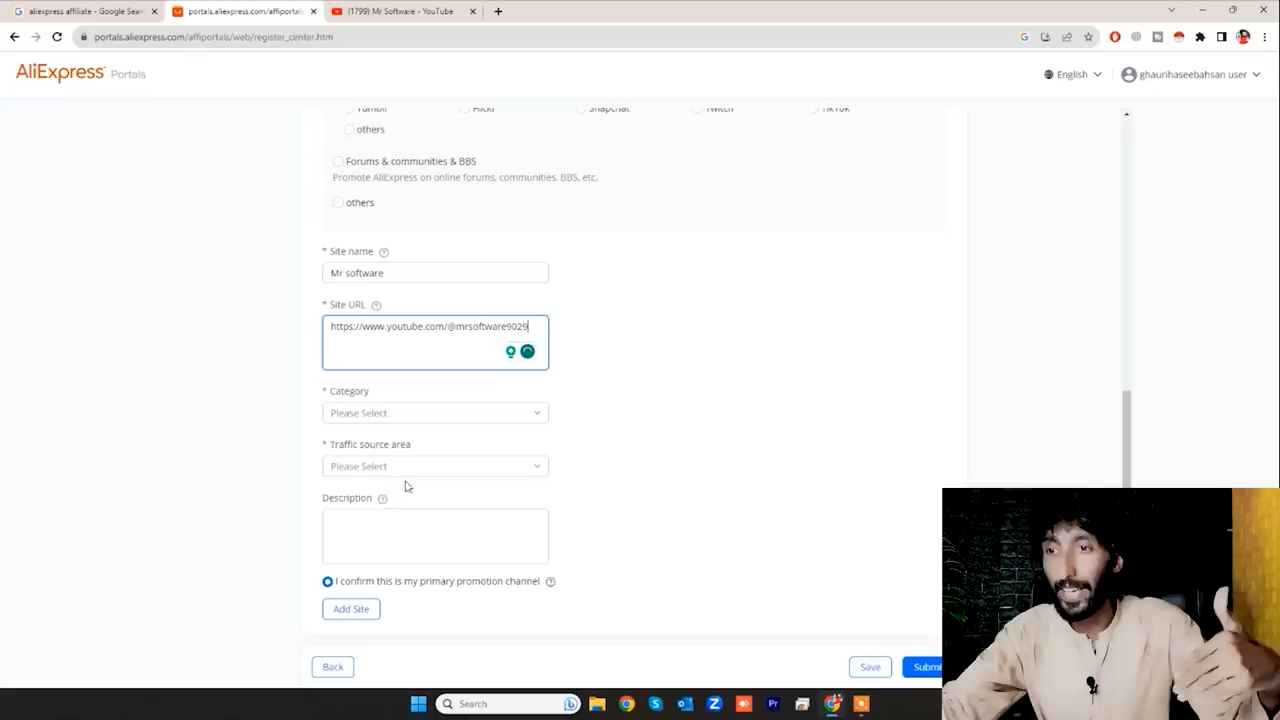 aliexpress affiliate - Google Sear
portals.aliexpress.com/affiportal
(1799) Mr Software - YouTube
portals.aliexpress.com/affiportals/web/register_center.htm
AliExpress Portals
English
ghaurihaseebahsan user
Tumblr
Flickr
Snapchat
Twitch
TikTok
others
Forums & communities & BBS
Promote AliExpress on online forums, communities, BBS, etc.
others
* Site name
Mr software
* Site URL
https://www.youtube.com/@mrsoftware9029
* Category
Please Select
* Traffic source area
Please Select
Description
I confirm this is my primary promotion channel
Add Site
Back
Save
Submi
Search